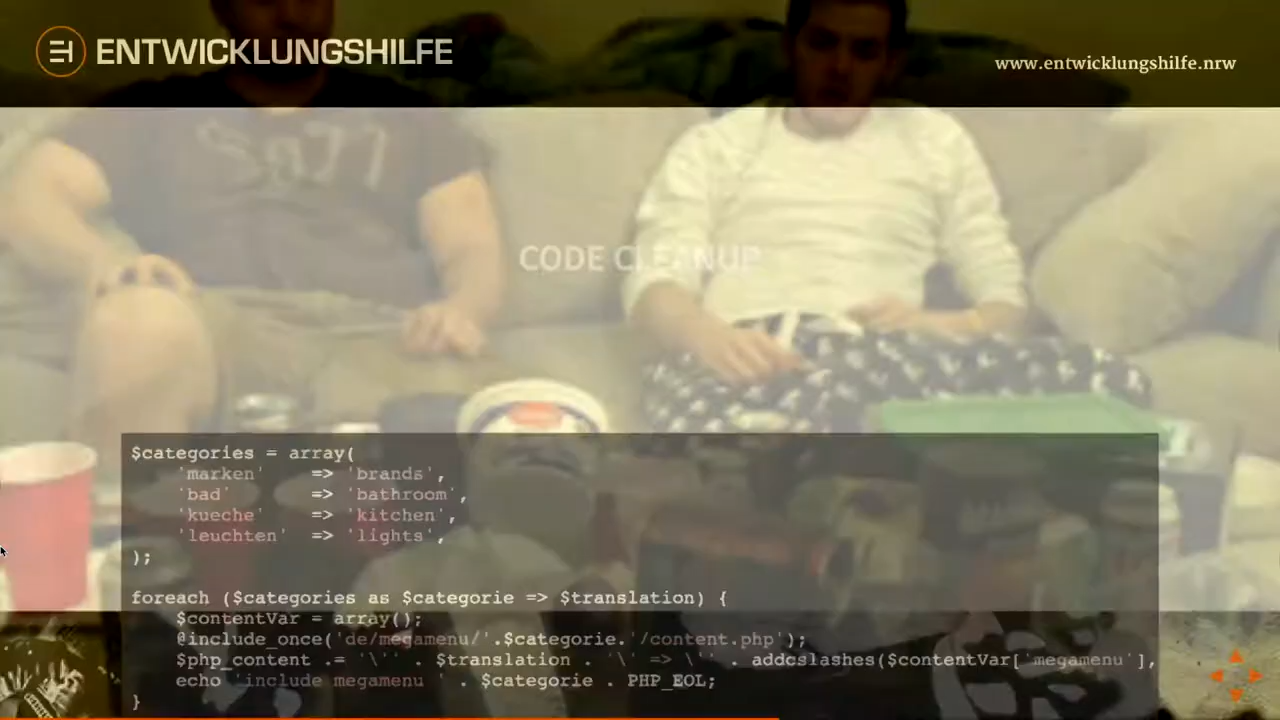 ENTWICKLUNGSHILFE
www.entwicklungshilfe.nrw
CODE CLEANUP
$categories = array(
    'marken'    => 'brands',
    'bad'       => 'bathroom',
    'kueche'    => 'kitchen',
    'leuchten'  => 'lights',
);
foreach ($categories as $categorie => $translation) {
    $contentVar = array();
    @include_once('de/megamenu/'.$categorie.'/content.php');
    $php_content .= '\'' . $translation . '\' => \'' . addcslashes($contentVar['megamenu'],
    echo 'include megamenu ' . $categorie . PHP_EOL;
}